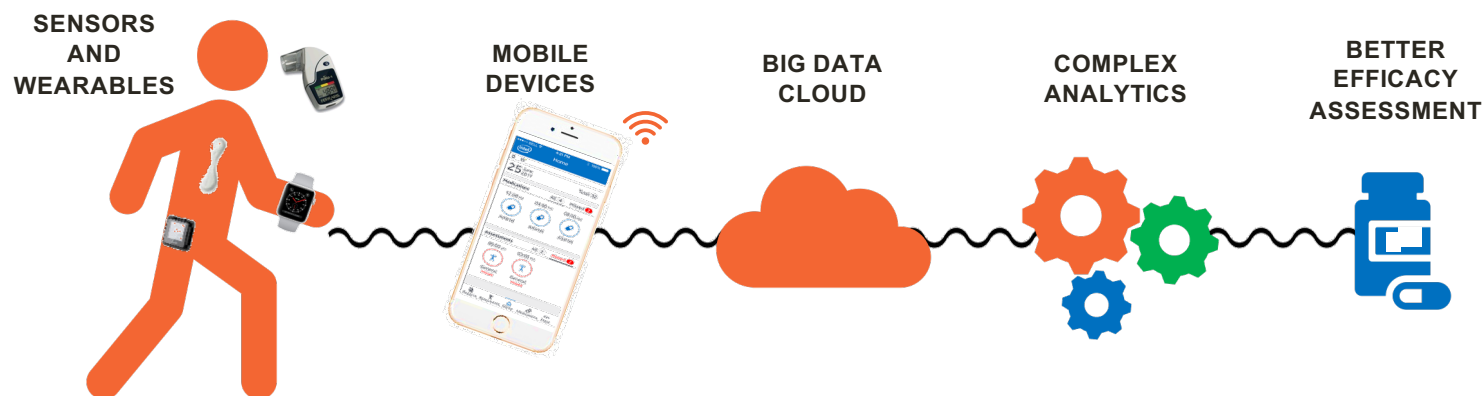 SENSORS
AND
WEARABLES
MOBILE
DEVICES
BIG DATA
CLOUD
COMPLEX
ANALYTICS
BETTER
EFFICACY
ASSESSMENT
Home
25
Medications
Assessments